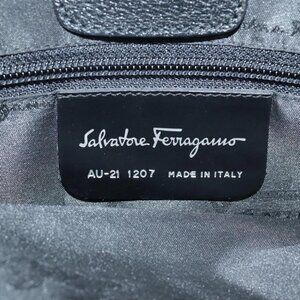 Salvatore Ferragamo
AU-21 1207 MADE IN ITALY